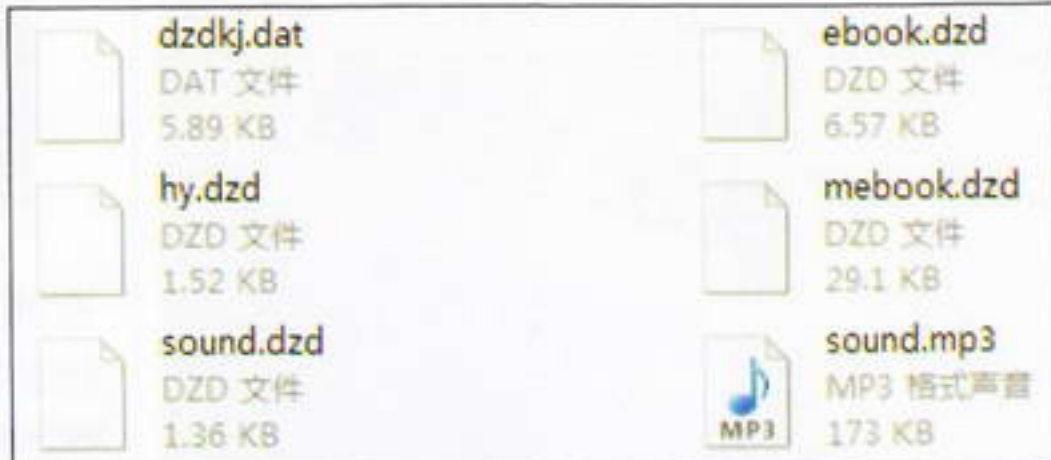 dzdkj.dat
DAT 文件
5.89 KB
ebook.dzd
DZD 文件
6.57 KB
hy.dzd
DZD 文件
1.52 KB
mebook.dzd
DZD 文件
29.1 KB
sound.dzd
DZD 文件
1.36 KB
sound.mp3
MP3 格式声音
173 KB
MP3